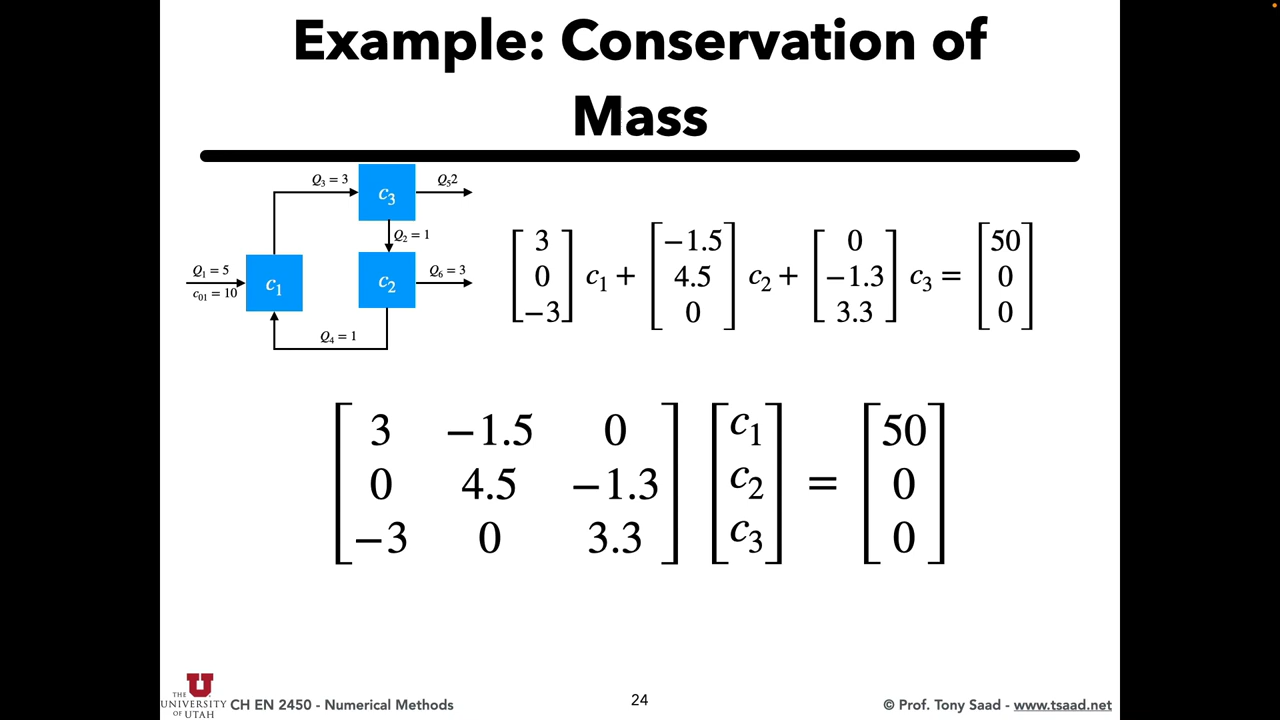 Example: Conservation of
Mass
Q₃ = 3
c₃
Q₅2
Q₂ = 1
Q₁ = 5
c₀₁ = 10
c₁
c₂
Q₆ = 3
Q₄ = 1
[3 0 −3] c₁ + [−1.5 4.5 0] c₂ + [0 −1.3 3.3] c₃ = [50 0 0]
3 −1.5 0 c₁ 50
0 4.5 −1.3 c₂ = 0
−3 0 3.3 c₃ 0
THE
UNIVERSITY
OF UTAH
CH EN 2450 - Numerical Methods
24
© Prof. Tony Saad - www.tsaad.net